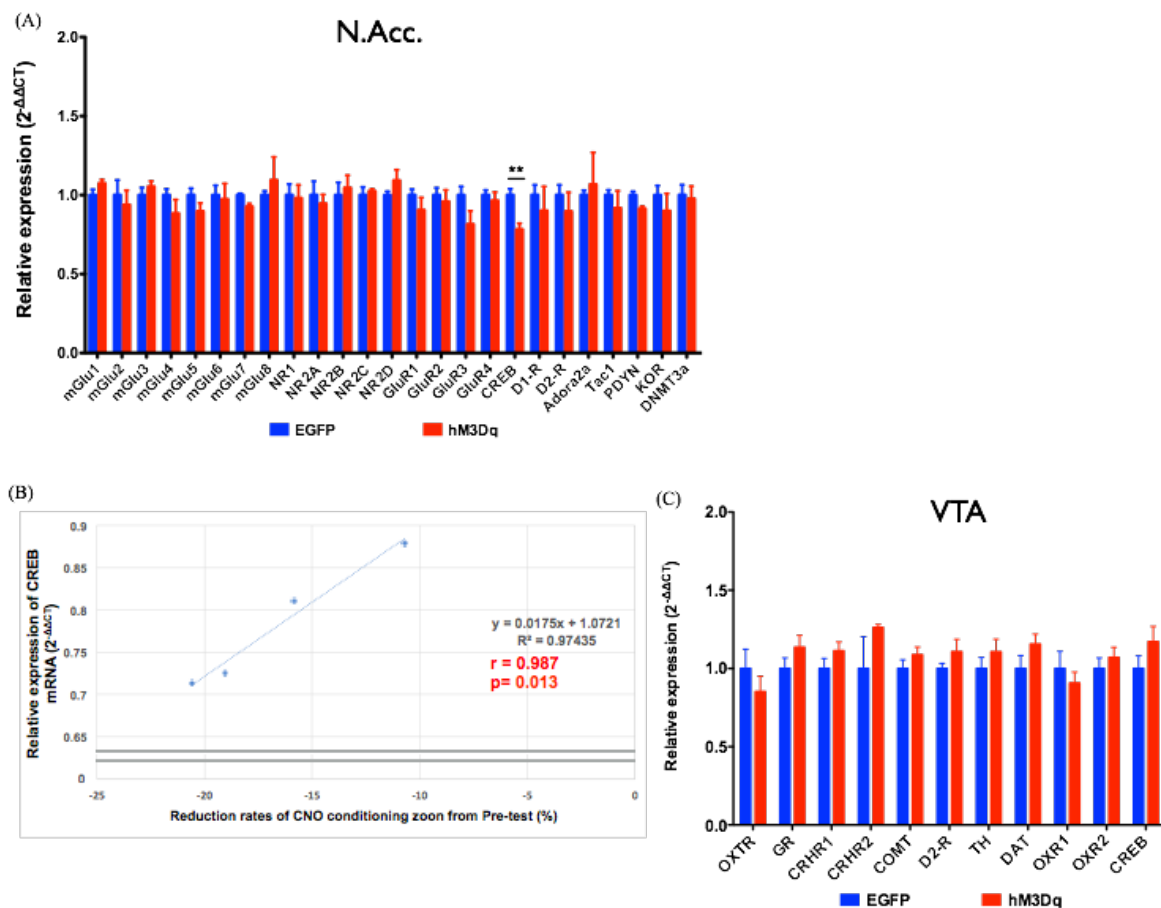 (A)
N.Acc.
Relative expression (2-ΔΔCT)
2.0
1.5
1.0
0.5
0.0
**
mGlu1
mGlu2
mGlu3
mGlu4
mGlu5
mGlu6
mGlu7
mGlu8
NR1
NR2A
NR2B
NR2C
NR2D
GluR1
GluR2
GluR3
GluR4
CREB
D1-R
D2-R
Adora2a
Tac1
PDYN
KOR
DNMT3a
EGFP hM3Dq
(B)
Relative expression of CREB
mRNA (2-ΔΔCT)
0.9
0.85
0.8
0.75
0.7
0.65
0
y = 0.0175x + 1.0721
R² = 0.97435
r = 0.987
p= 0.013
-25 -20 -15 -10 -5 0
Reduction rates of CNO conditioning zoon from Pre-test (%)
(C)
VTA
Relative expression (2-ΔΔCT)
2.0
1.5
1.0
0.5
0.0
OXTR
GR
CRHR1
CRHR2
COMT
D2-R
TH
DAT
OXR1
OXR2
CREB
EGFP hM3Dq